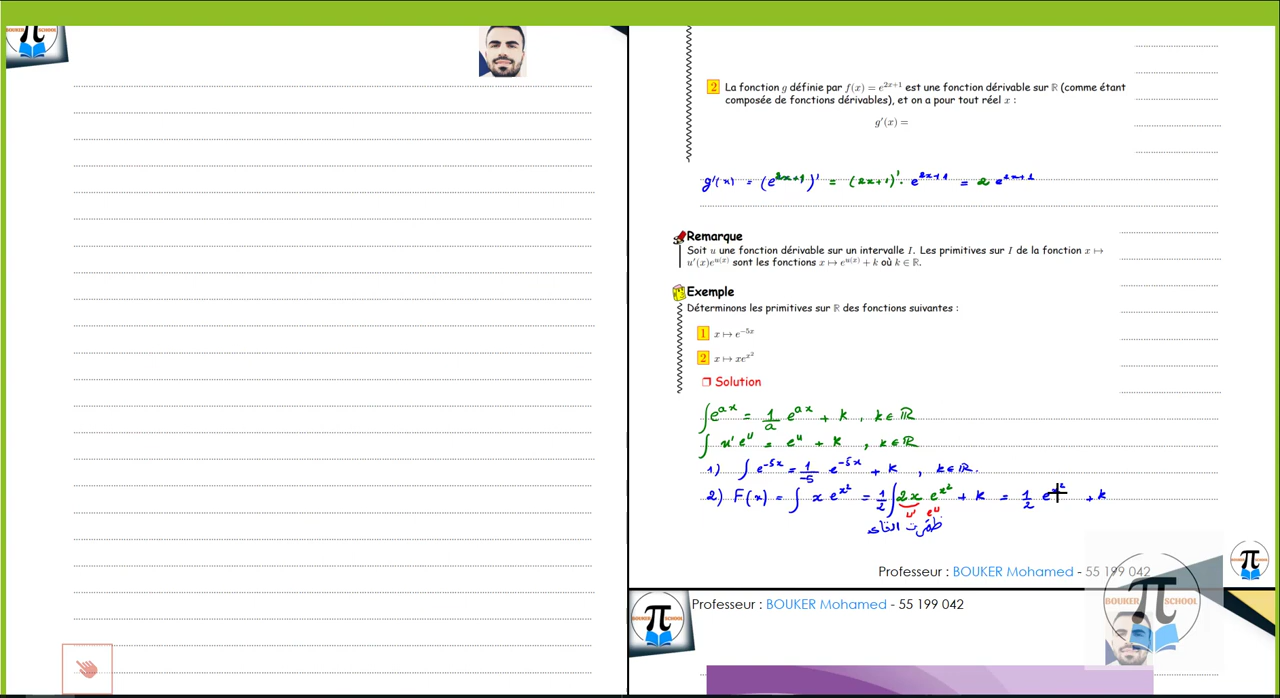 BOUKER SCHOOL
2 La fonction g définie par f(x) = e^{2x+1} est une fonction dérivable sur ℝ (comme étant
composée de fonctions dérivables), et on a pour tout réel x :
g′(x) =
g'(x) = (e^{2x+1})' = (2x+1)'. e^{2x+1} = 2 e^{2x+1}
Remarque
Soit u une fonction dérivable sur un intervalle I. Les primitives sur I de la fonction x ↦
u′(x)e^{u(x)} sont les fonctions x ↦ e^{u(x)} + k où k ∈ ℝ.
Exemple
Déterminons les primitives sur ℝ des fonctions suivantes :
1 x ↦ e^{−5x}
2 x ↦ xe^{x²}
Solution
∫ e^{ax} = 1/a e^{ax} + k , k ∈ ℝ
∫ u' e^u = e^u + k , k ∈ ℝ
1) ∫ e^{-5x} = 1/-5 e^{-5x} + k , k ∈ ℝ.
2) F(x) = ∫ x e^{x²} = 1/2 ∫ 2x e^{x²} + k = 1/2 e^{x²} + k
u' e^u
Professeur : BOUKER Mohamed - 55 199 042
BOUKER SCHOOL
Professeur : BOUKER Mohamed - 55 199 042